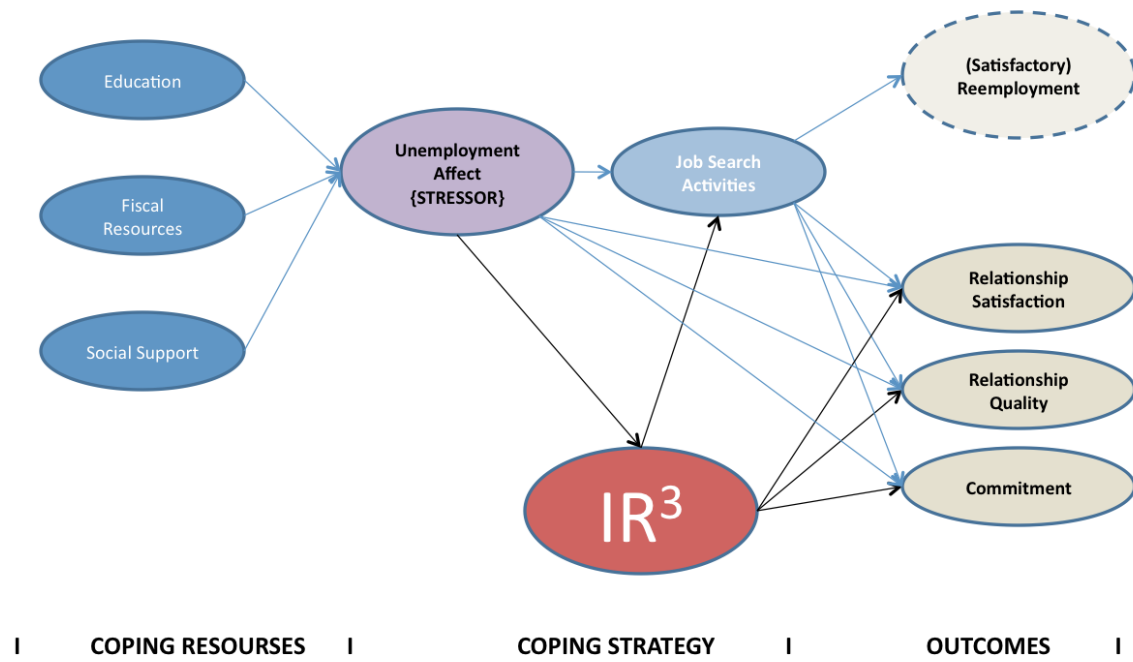 Education
Fiscal
Resources
Social Support
Unemployment
Affect
{STRESSOR}
Job Search
Activities
IR³
(Satisfactory)
Reemployment
Relationship
Satisfaction
Relationship
Quality
Commitment
I COPING RESOURSES I COPING STRATEGY I OUTCOMES I